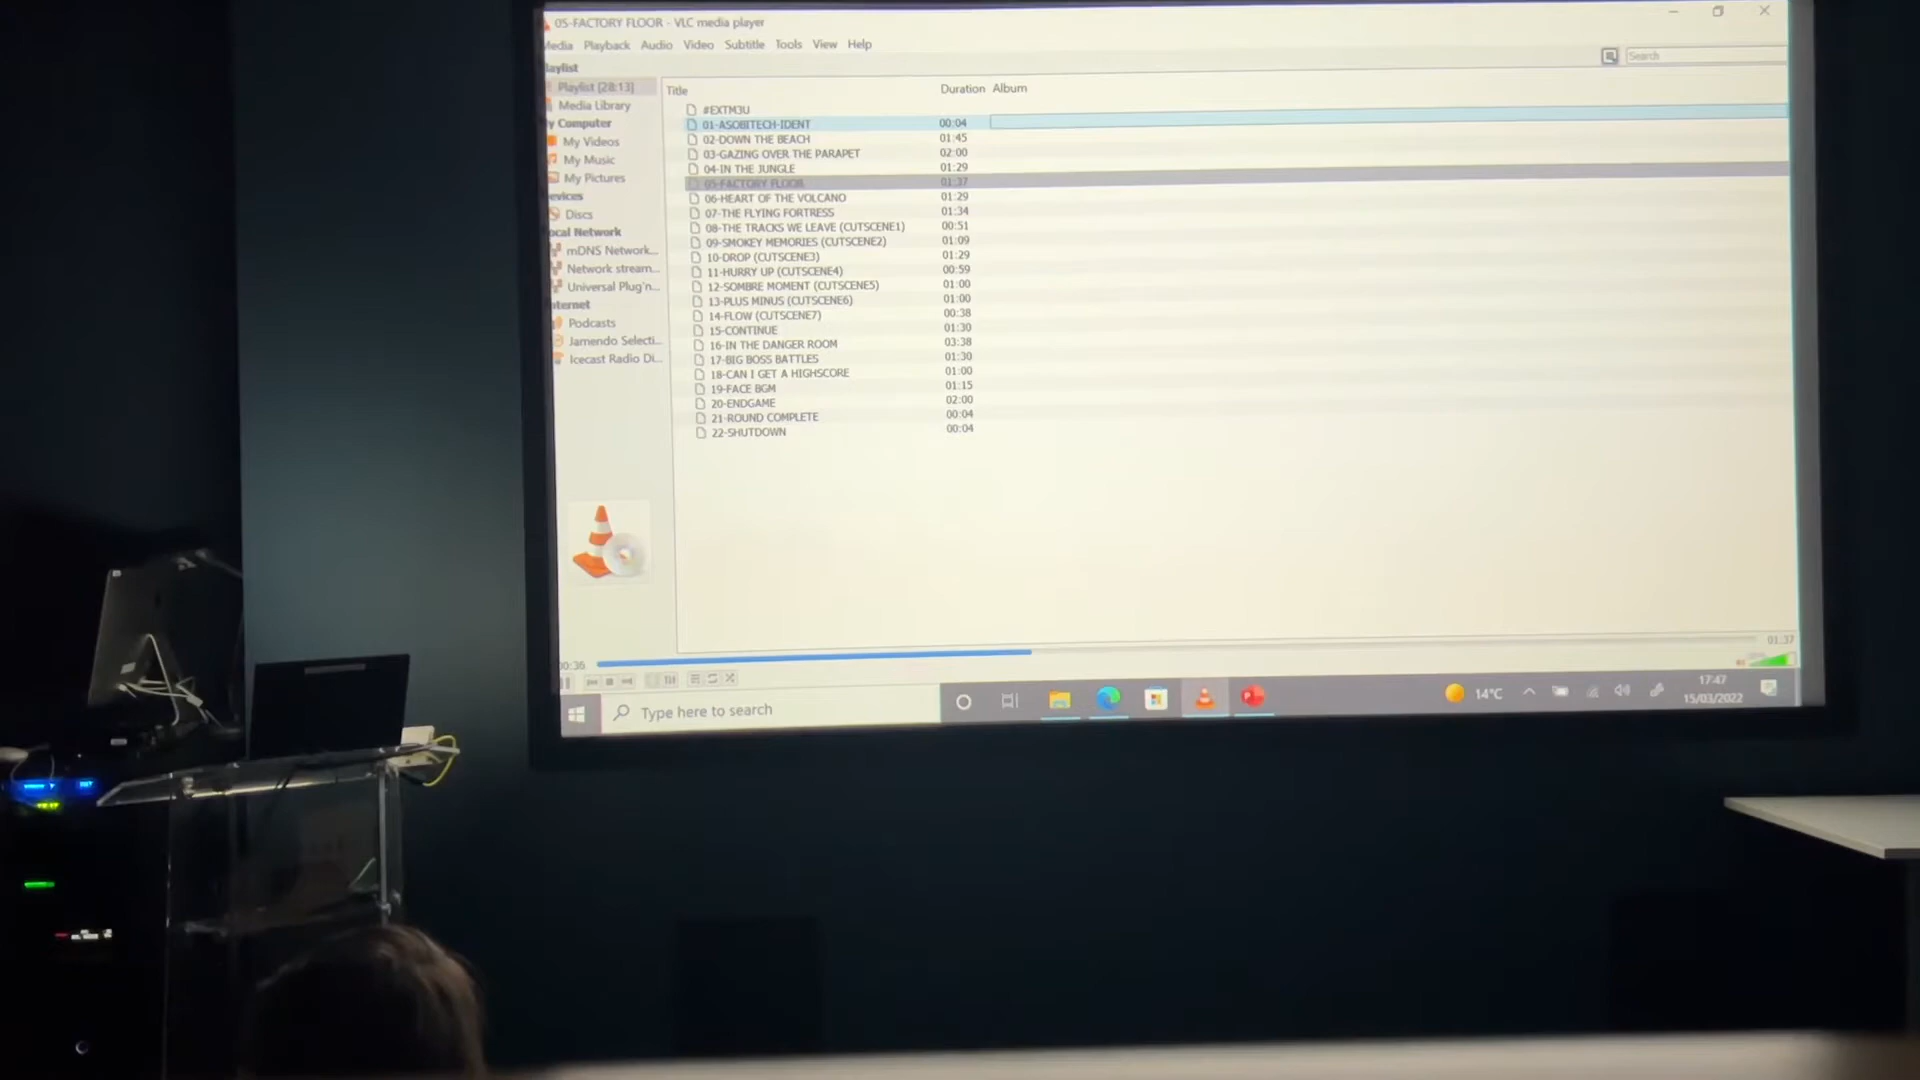 05-FACTORY FLOOR - VLC media player
Media Playback Audio Video Subtitle Tools View Help
Search
Playlist
Playlist [28:13]
Media Library
My Computer
My Videos
My Music
My Pictures
Devices
Discs
Local Network
mDNS Network...
Network stream...
Universal Plug'n...
Internet
Podcasts
Jamendo Selecti...
Icecast Radio Di...
Title Duration Album
#EXTM3U
01-ASOBITECH-IDENT 00:04
02-DOWN THE BEACH 01:45
03-GAZING OVER THE PARAPET 02:00
04-IN THE JUNGLE 01:29
05-FACTORY FLOOR 01:37
06-HEART OF THE VOLCANO 01:29
07-THE FLYING FORTRESS 01:34
08-THE TRACKS WE LEAVE (CUTSCENE1) 00:51
09-SMOKEY MEMORIES (CUTSCENE2) 01:09
10-DROP (CUTSCENE3) 01:29
11-HURRY UP (CUTSCENE4) 00:59
12-SOMBRE MOMENT (CUTSCENE5) 01:00
13-PLUS MINUS (CUTSCENE6) 01:00
14-FLOW (CUTSCENE7) 00:38
15-CONTINUE 01:30
16-IN THE DANGER ROOM 03:38
17-BIG BOSS BATTLES 01:30
18-CAN I GET A HIGHSCORE 01:00
19-FACE BGM 01:15
20-ENDGAME 02:00
21-ROUND COMPLETE 00:04
22-SHUTDOWN 00:04
00:36 01:37
Type here to search
14°C
17:47
15/03/2022